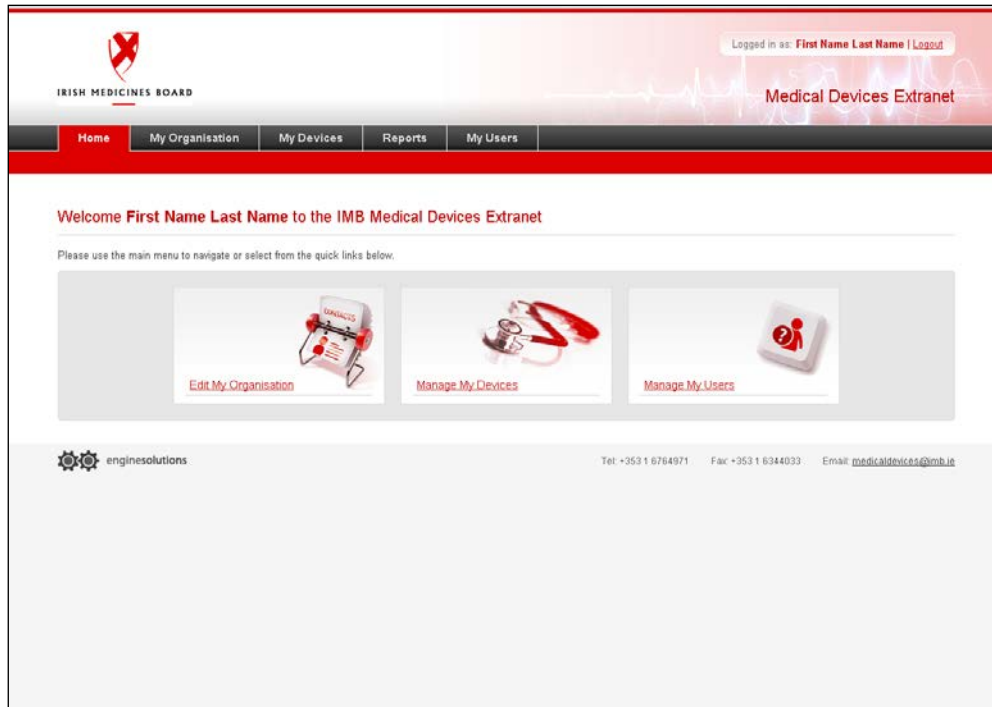 Logged in as: First Name Last Name | Logout
IRISH MEDICINES BOARD
Medical Devices Extranet
Home My Organisation My Devices Reports My Users
Welcome First Name Last Name to the IMB Medical Devices Extranet
Please use the main menu to navigate or select from the quick links below.
CONTACTS
?
Edit My Organisation Manage My Devices Manage My Users
enginesolutions Tel: +353 1 6764971 Fax: +353 1 6344033 Email: medicaldevices@imb.ie